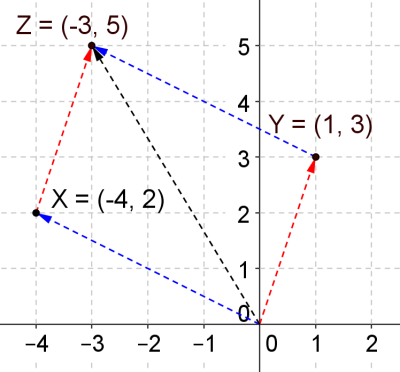 Z = (-3, 5)
5
4
Y = (1, 3)
3
X = (-4, 2)
2
1
0
−4 −3 −2 −1 0 1 2